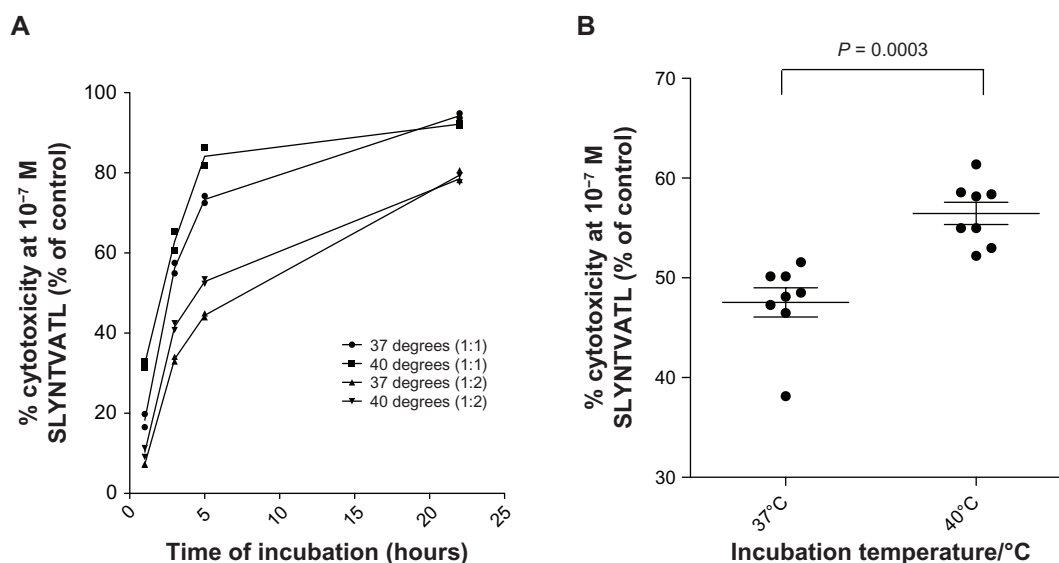 A
% cytotoxicity at 10⁻⁷ M
SLYNTVATL (% of control)
100
80
60
40
20
0
0
5
10
15
20
25
Time of incubation (hours)
37 degrees (1:1)
40 degrees (1:1)
37 degrees (1:2)
40 degrees (1:2)
B
P = 0.0003
% cytotoxicity at 10⁻⁷ M
SLYNTVATL (% of control)
70
60
50
40
30
37°C
40°C
Incubation temperature/°C